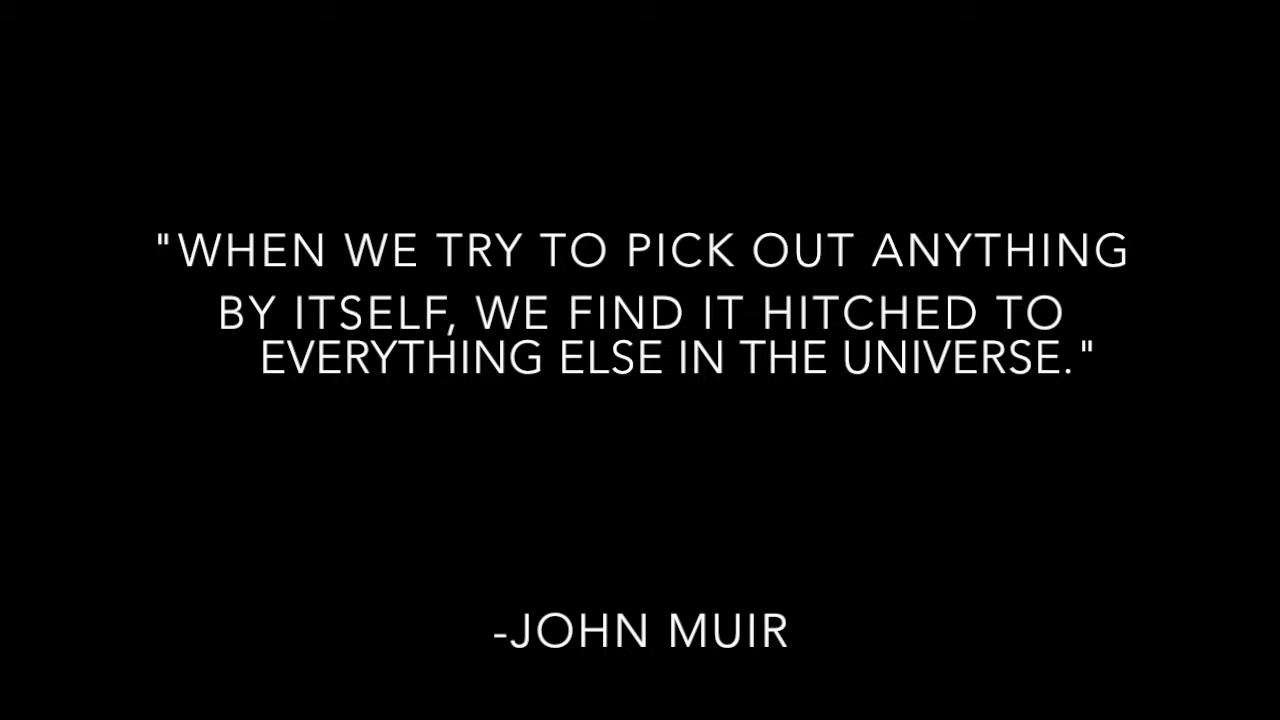 "WHEN WE TRY TO PICK OUT ANYTHING
BY ITSELF, WE FIND IT HITCHED TO
EVERYTHING ELSE IN THE UNIVERSE."
-JOHN MUIR